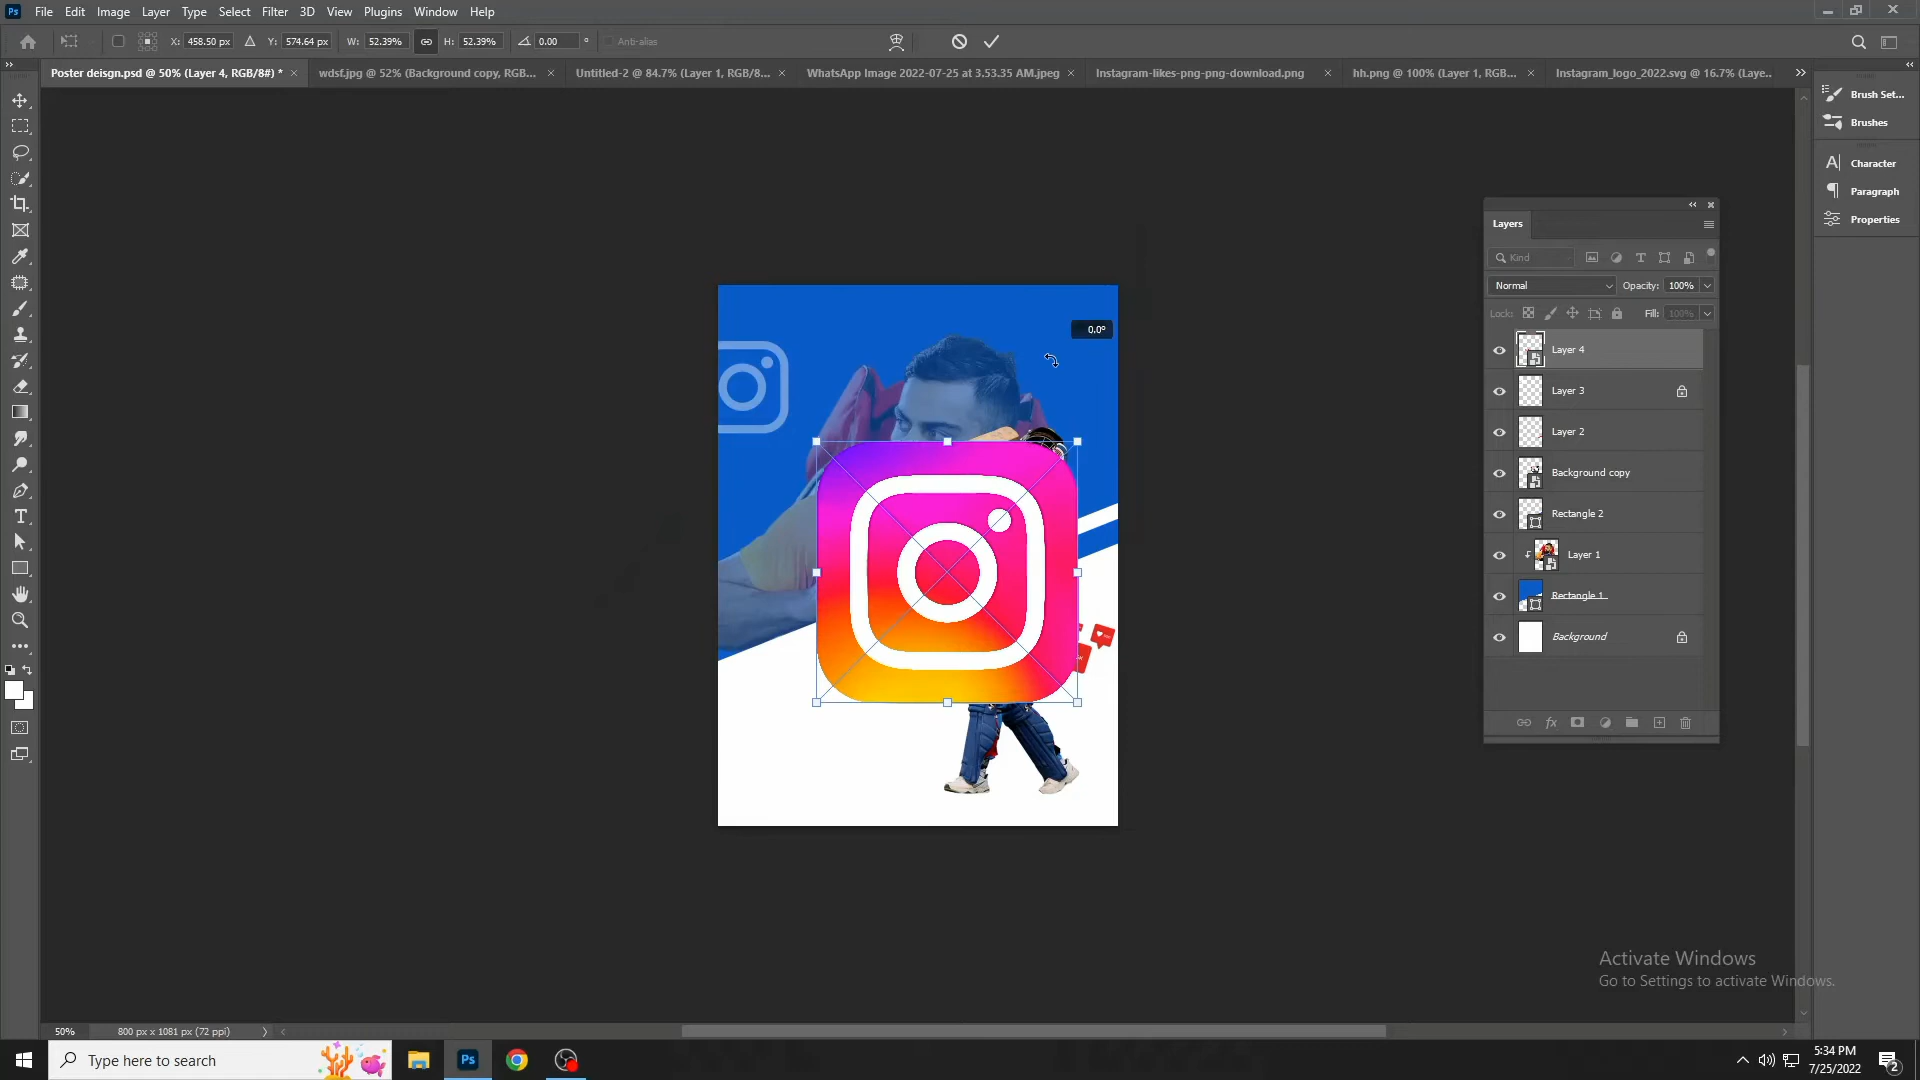 Ps File Edit Image Layer Type Select Filter 3D View Plugins Window Help
X: 458.50 px Y: 574.64 px W: 52.39% H: 52.39% 0.00 ° Anti-alias
Poster deisgn.psd @ 50% (Layer 4, RGB/8#) * wdsf.jpg @ 52% (Background copy, RGB... Untitled-2 @ 84.7% (Layer 1, RGB/8... WhatsApp Image 2022-07-25 at 3.53.35 AM.jpeg Instagram-likes-png-png-download.png hh.png @ 100% (Layer 1, RGB... Instagram_logo_2022.svg @ 16.7% (Laye...
Brush Set...
Brushes
Character
Paragraph
Properties
Layers
Kind
Normal Opacity: 100%
Lock: Fill: 100%
Layer 4
Layer 3
Layer 2
Background copy
Rectangle 2
Layer 1
Rectangle 1
Background
fx
0.0°
Activate Windows
Go to Settings to activate Windows.
50% 800 px x 1081 px (72 ppi)
Type here to search
Ps
5:34 PM
7/25/2022
2